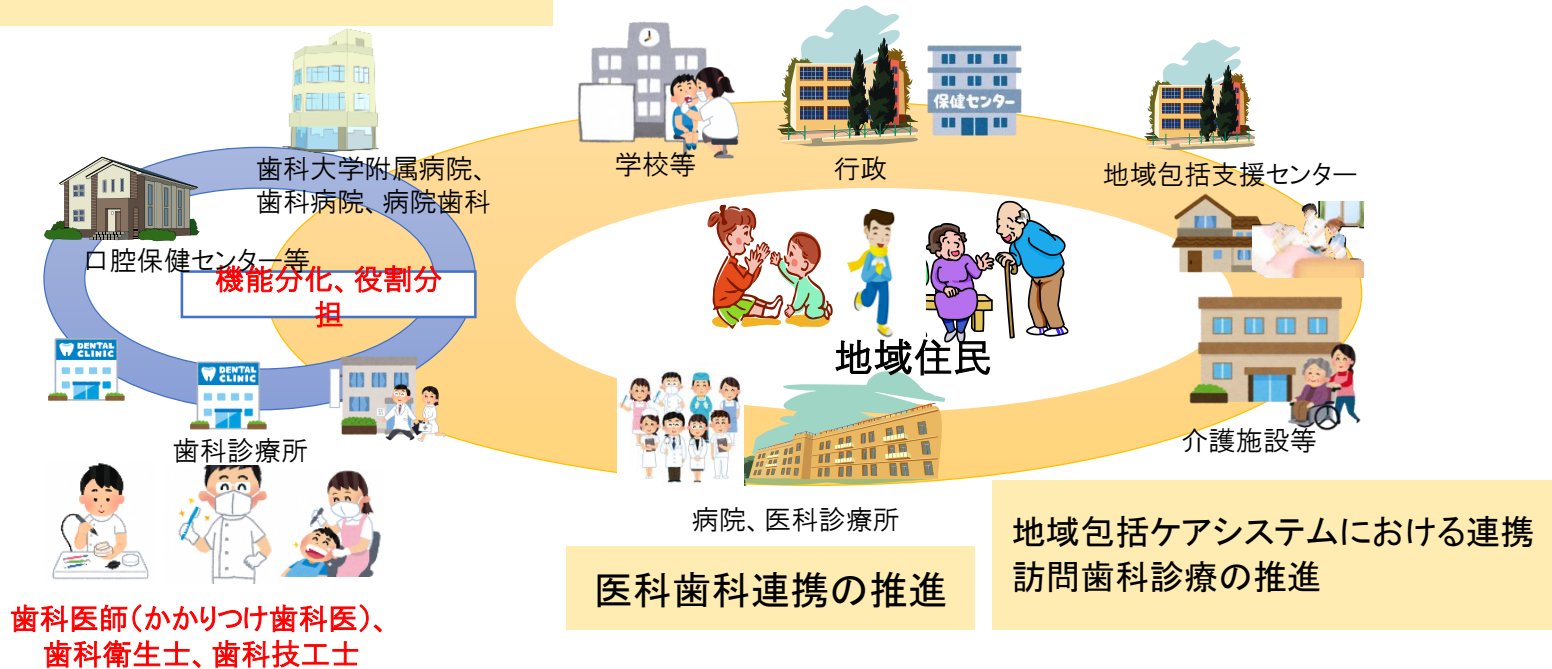 保健センター
歯科大学附属病院、
歯科病院、病院歯科
学校等
行政
地域包括支援センター
口腔保健センター等
機能分化、役割分
担
地域住民
DENTAL
CLINIC
DENTAL
CLINIC
歯科診療所
介護施設等
病院、医科診療所
医科歯科連携の推進
地域包括ケアシステムにおける連携
訪問歯科診療の推進
歯科医師(かかりつけ歯科医)、
歯科衛生士、歯科技工士